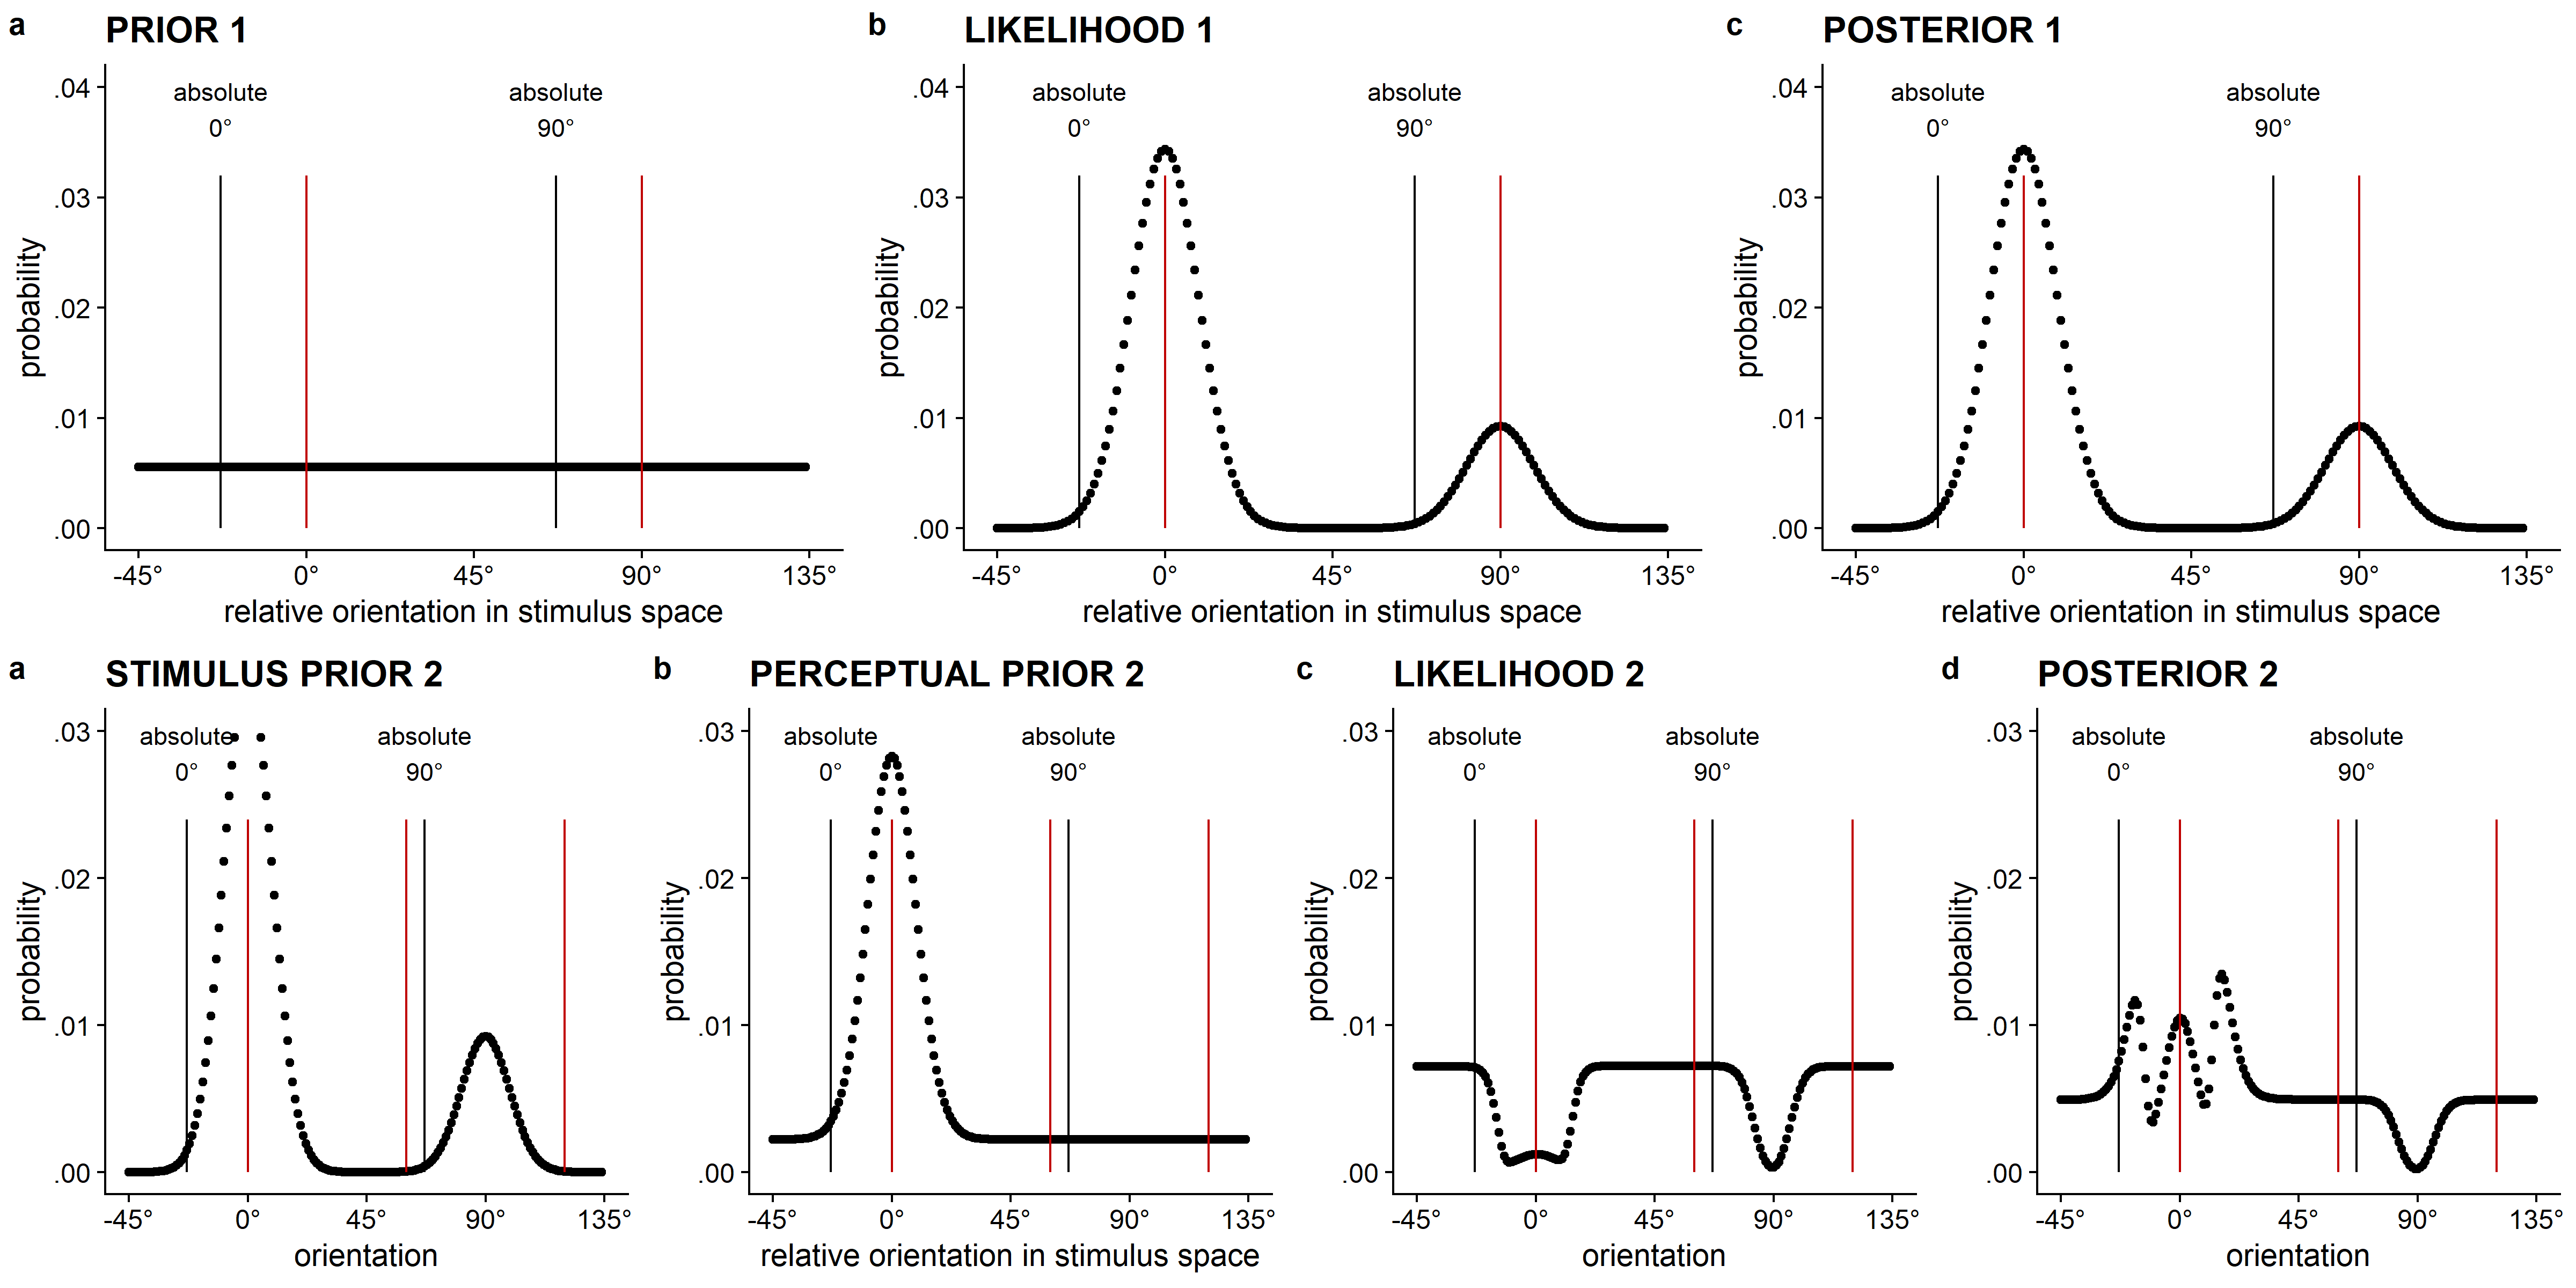 a PRIOR 1
absolute absolute
0° 90°
.04
.03
.02
.01
.00
probability
-45° 0° 45° 90° 135°
relative orientation in stimulus space
b LIKELIHOOD 1
absolute absolute
0° 90°
.04
.03
.02
.01
.00
probability
-45° 0° 45° 90° 135°
relative orientation in stimulus space
c POSTERIOR 1
absolute absolute
0° 90°
.04
.03
.02
.01
.00
probability
-45° 0° 45° 90° 135°
relative orientation in stimulus space
a STIMULUS PRIOR 2
absolute absolute
0° 90°
.03
.02
.01
.00
probability
-45° 0° 45° 90° 135°
orientation
b PERCEPTUAL PRIOR 2
absolute absolute
0° 90°
.03
.02
.01
.00
probability
-45° 0° 45° 90° 135°
relative orientation in stimulus space
c LIKELIHOOD 2
absolute absolute
0° 90°
.03
.02
.01
.00
probability
-45° 0° 45° 90° 135°
orientation
d POSTERIOR 2
absolute absolute
0° 90°
.03
.02
.01
.00
probability
-45° 0° 45° 90° 135°
orientation